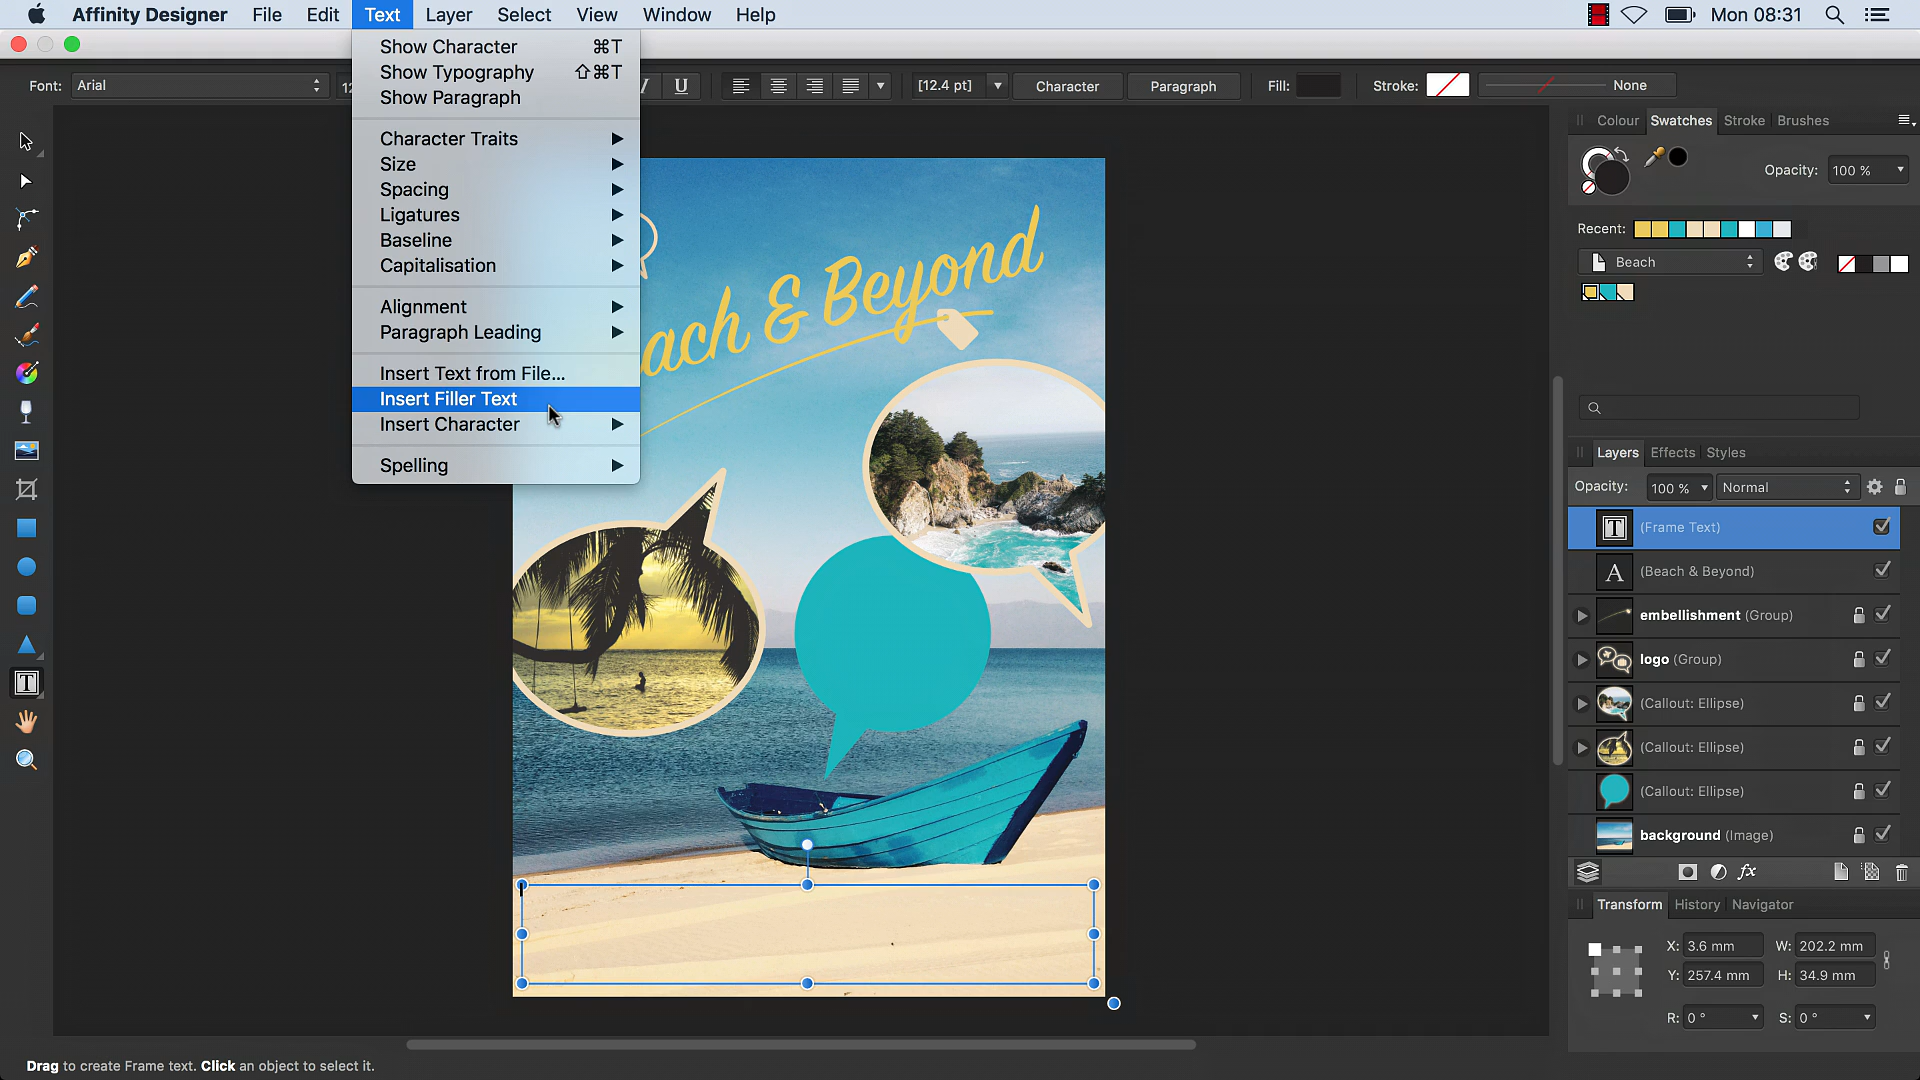 Affinity Designer File Edit Text Layer Select View Window Help Mon 08:31
Font: Arial [12.4 pt] Character Paragraph Fill: Stroke: None
Show Character ⌘T
Show Typography ⇧⌘T
Show Paragraph
Character Traits
Size
Spacing
Ligatures
Baseline
Capitalisation
Alignment
Paragraph Leading
Insert Text from File...
Insert Filler Text
Insert Character
Spelling
each & Beyond
Colour Swatches Stroke Brushes
Opacity: 100 %
Recent:
Beach
Layers Effects Styles
Opacity: 100 % Normal
(Frame Text)
(Beach & Beyond)
embellishment (Group)
logo (Group)
(Callout: Ellipse)
(Callout: Ellipse)
(Callout: Ellipse)
background (Image)
fx
Transform History Navigator
X: 3.6 mm W: 202.2 mm
Y: 257.4 mm H: 34.9 mm
R: 0 ° S: 0 °
Drag to create Frame text. Click an object to select it.